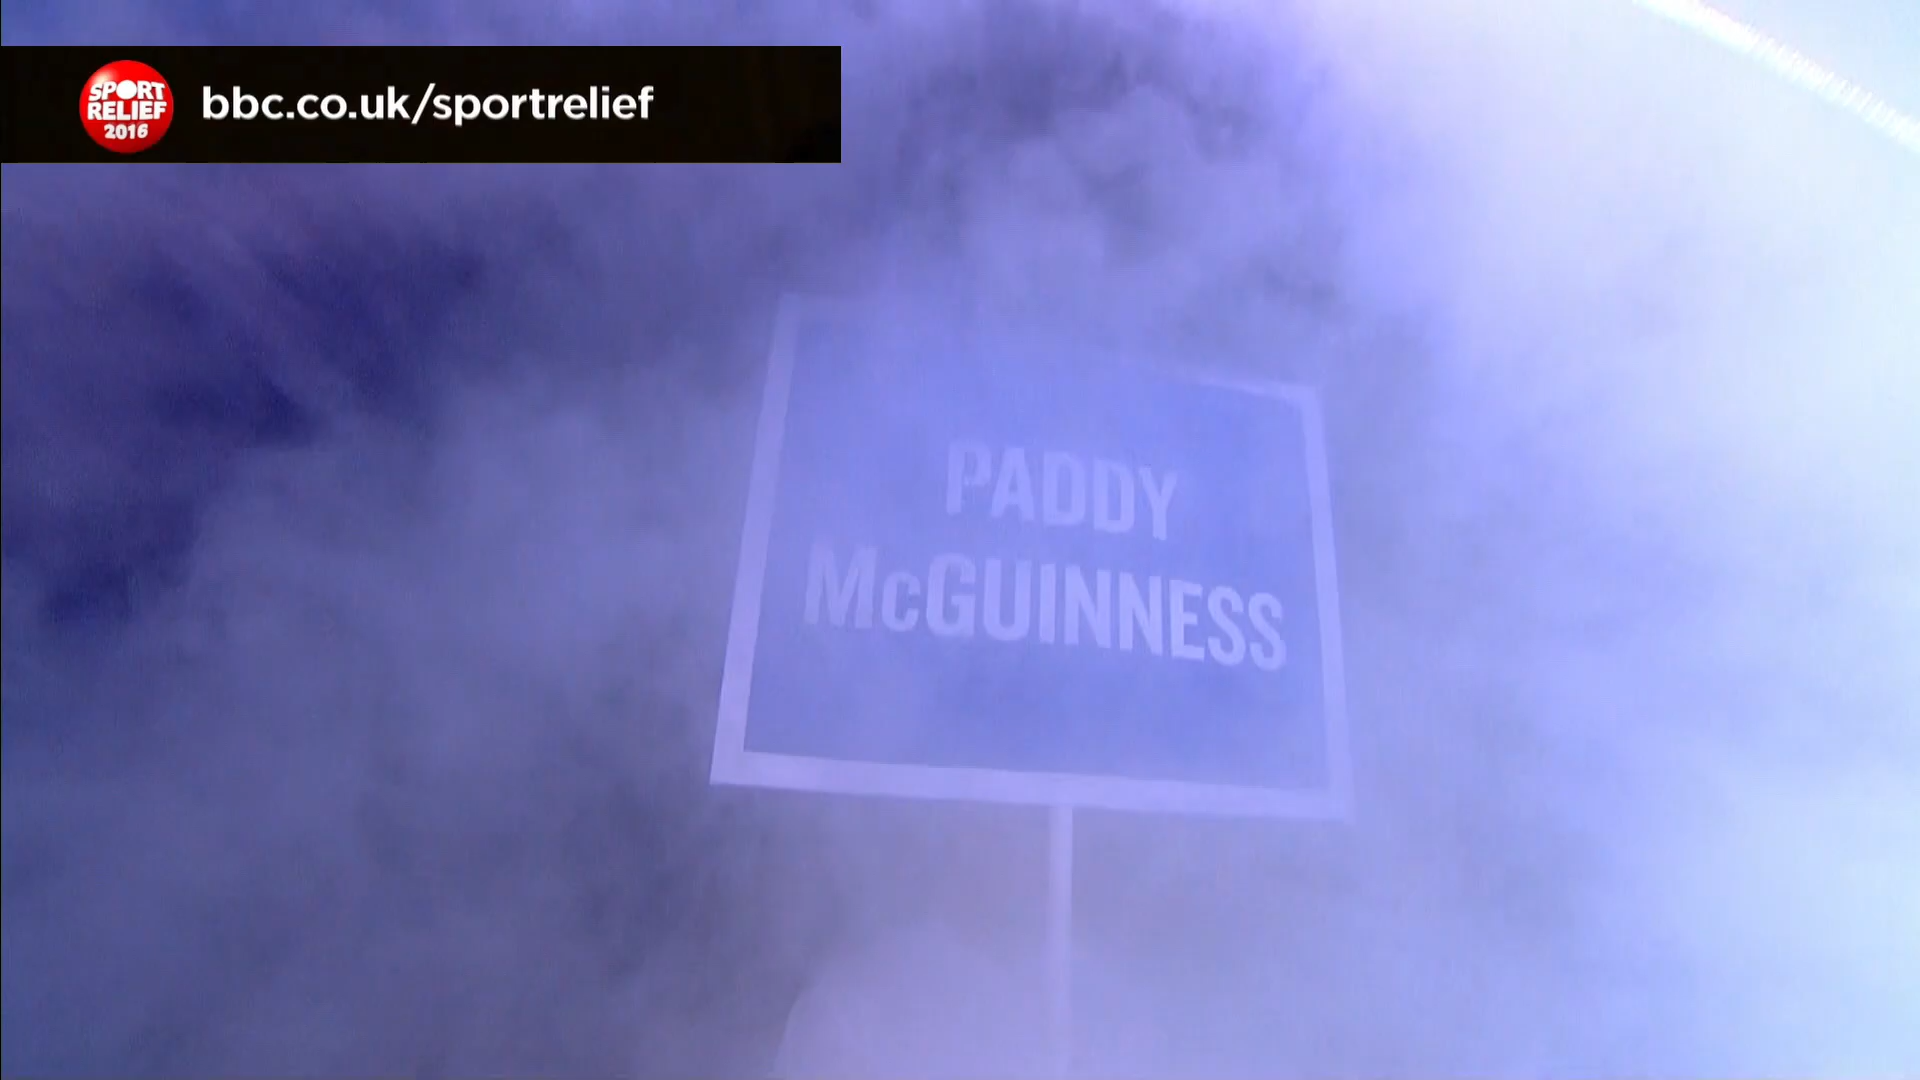 SPORT
RELIEF
2016
bbc.co.uk/sportrelief
PADDY
McGUINNESS